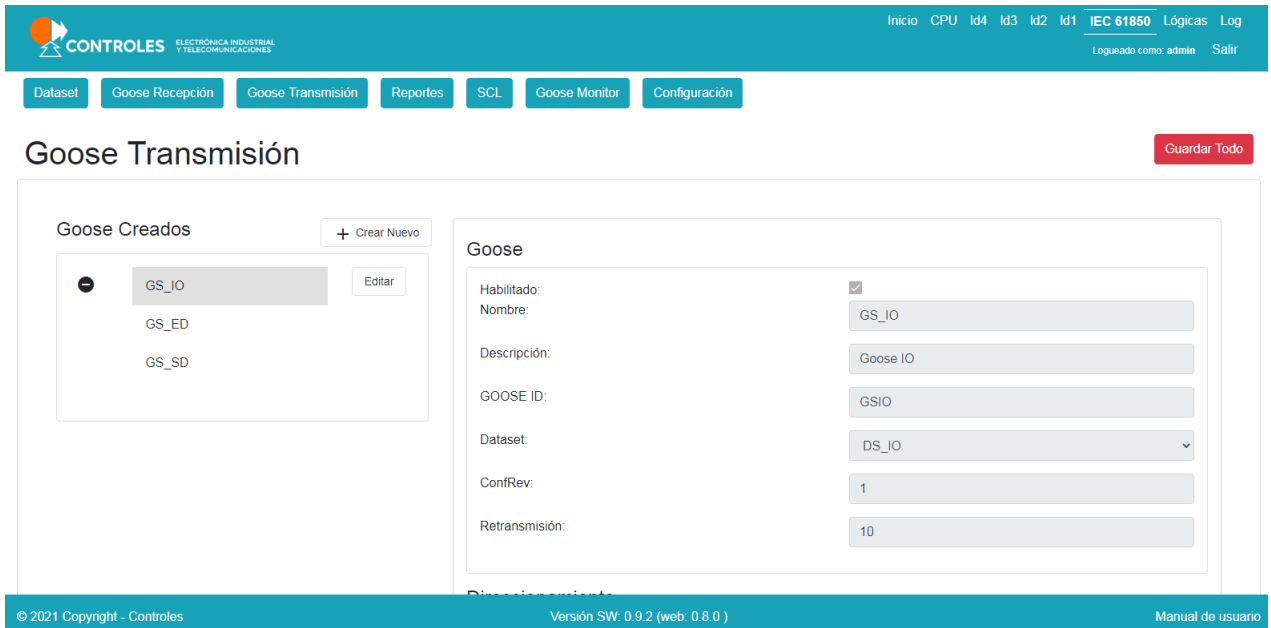 Inicio CPU Id4 Id3 Id2 Id1 IEC 61850 Lógicas Log
CONTROLES ELECTRÓNICA INDUSTRIAL
Y TELECOMUNICACIONES
Logueado como: admin Salir
Dataset Goose Recepción Goose Transmisión Reportes SCL Goose Monitor Configuración
Goose Transmisión
Guardar Todo
Goose Creados
+ Crear Nuevo
GS_IO
Editar
GS_ED
GS_SD
Goose
Habilitado:
Nombre: GS_IO
Descripción: Goose IO
GOOSE ID: GSIO
Dataset: DS_IO
ConfRev: 1
Retransmisión: 10
Direccionamiento
© 2021 Copyright - Controles
Versión SW: 0.9.2 (web: 0.8.0 )
Manual de usuario